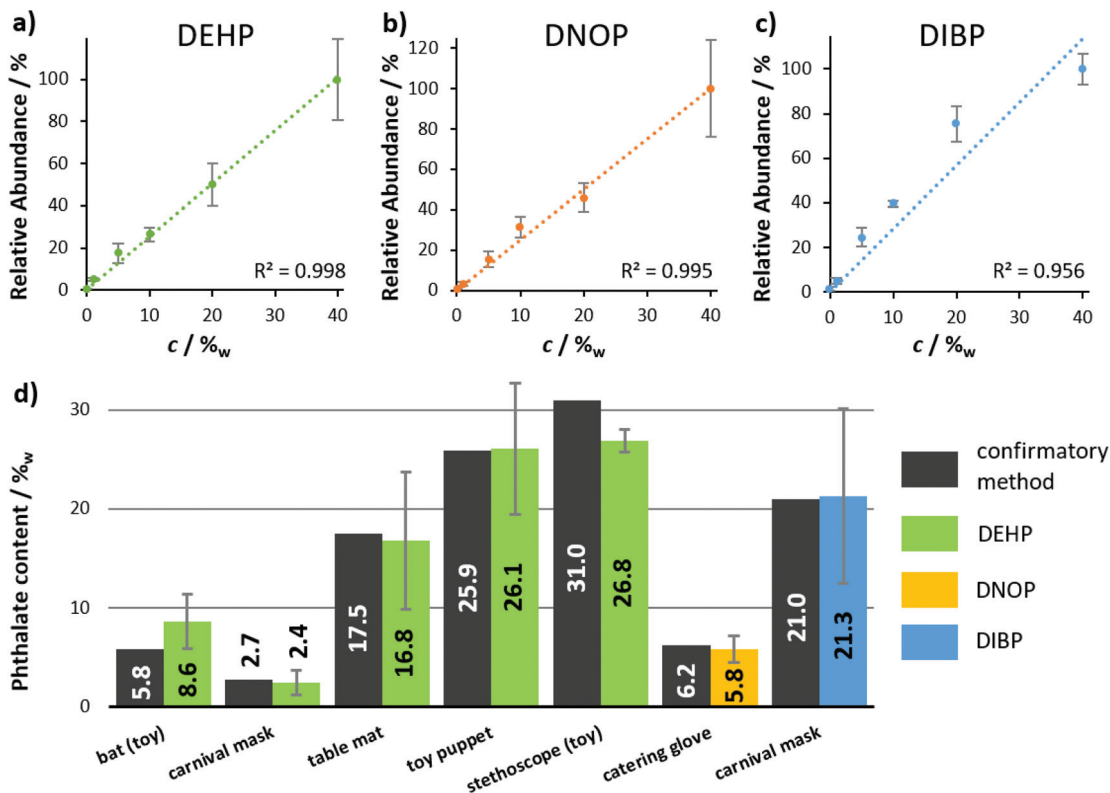 a)
DEHP
Relative Abundance / %
100
80
60
40
20
0
R² = 0.998
0 10 20 30 40
c / %w
b)
DNOP
Relative Abundance / %
120
100
80
60
40
20
0
R² = 0.995
0 10 20 30 40
c / %w
c)
DIBP
Relative Abundance / %
100
80
60
40
20
0
R² = 0.956
0 10 20 30 40
c / %w
d)
Phthalate content / %w
30
20
10
0
5.8 8.6 2.7 2.4 17.5 16.8 25.9 26.1 31.0 26.8 6.2 5.8 21.0 21.3
bat (toy)
carnival mask
table mat
toy puppet
stethoscope (toy)
catering glove
carnival mask
confirmatory
method
DEHP
DNOP
DIBP